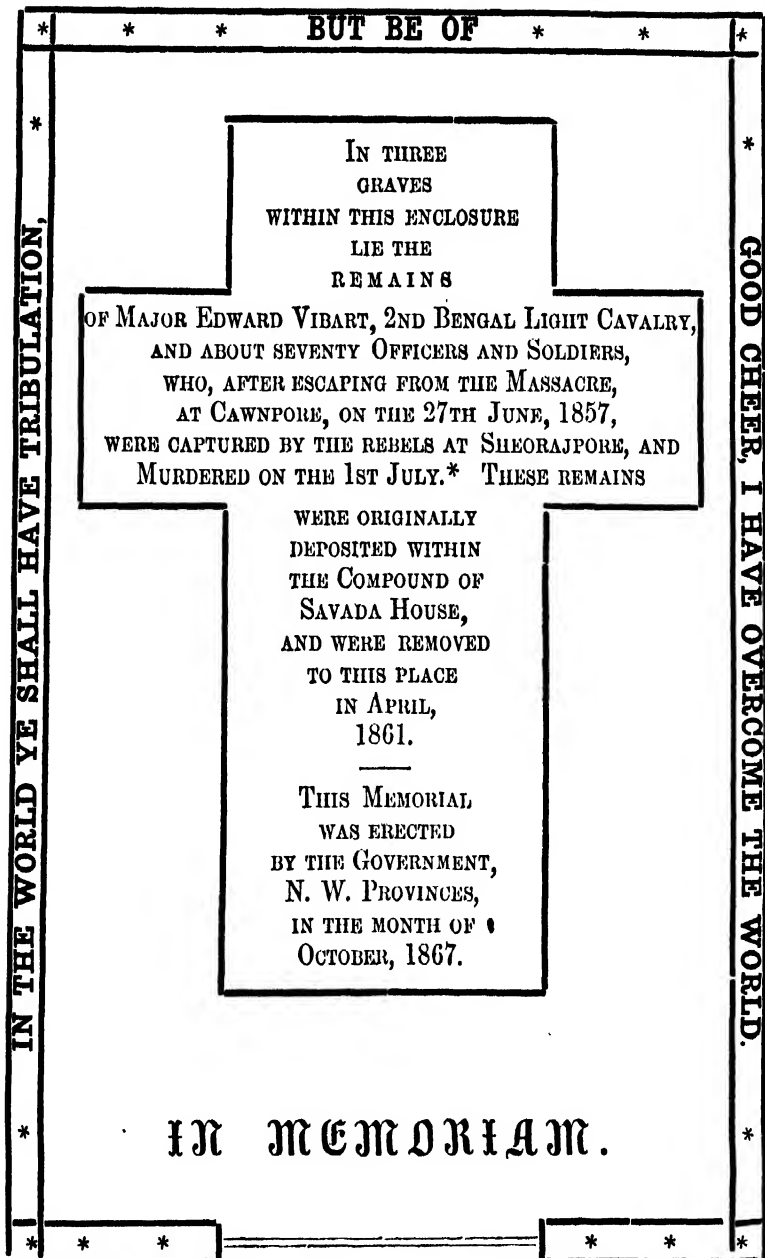 IN THE WORLD YE SHALL HAVE TRIBULATION,
* * * BUT BE OF * * *
GOOD CHEER, I HAVE OVERCOME THE WORLD.
IN THREE
GRAVES
WITHIN THIS ENCLOSURE
LIE THE
REMAINS
OF MAJOR EDWARD VIBART, 2ND BENGAL LIGHT CAVALRY,
AND ABOUT SEVENTY OFFICERS AND SOLDIERS,
WHO, AFTER ESCAPING FROM THE MASSACRE,
AT CAWNPORE, ON THE 27TH JUNE, 1857,
WERE CAPTURED BY THE REBELS AT SHEORAJPORE, AND
MURDERED ON THE 1ST JULY.* THESE REMAINS
WERE ORIGINALLY
DEPOSITED WITHIN
THE COMPOUND OF
SAVADA HOUSE,
AND WERE REMOVED
TO THIS PLACE
IN APRIL,
1861.
THIS MEMORIAL
WAS ERECTED
BY THE GOVERNMENT,
N. W. PROVINCES,
IN THE MONTH OF
OCTOBER, 1867.
IN MEMORIAM.